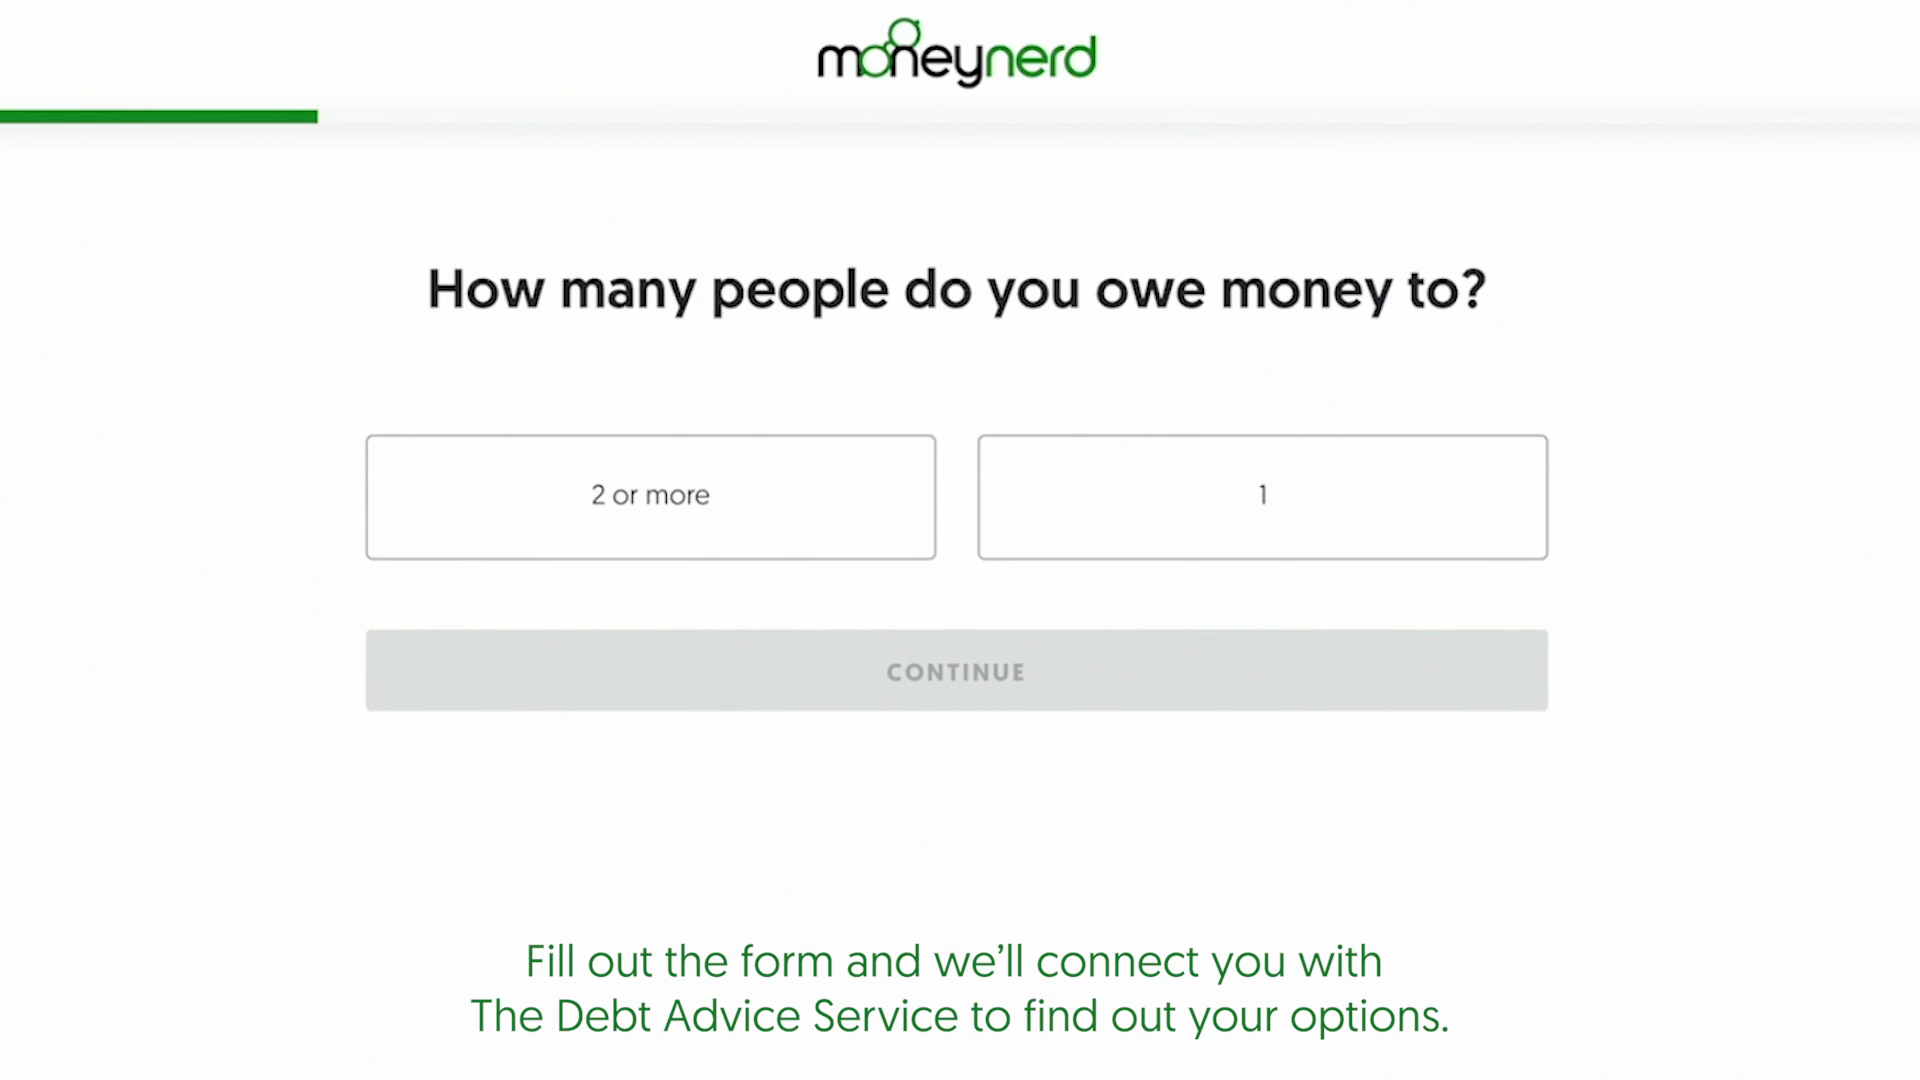 moneynerd
How many people do you owe money to?
2 or more
1
CONTINUE
Fill out the form and we’ll connect you with
The Debt Advice Service to find out your options.